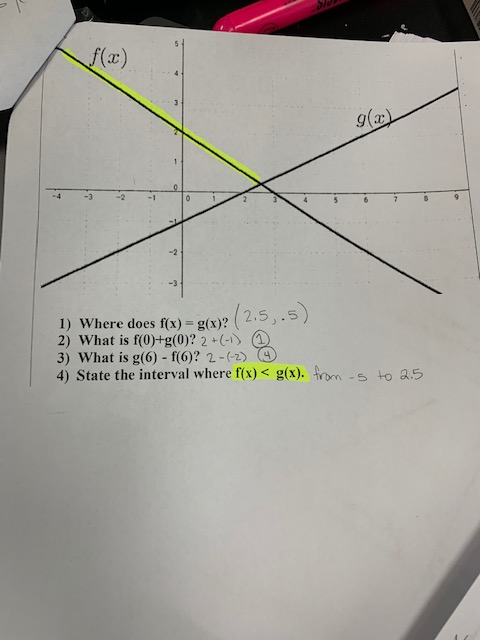 f(x)
g(x)
5
4
3
2
1
0
-4 -3 -2 -1 0 1 2 3 4 5 6 7 8 9
-1
-2
-3
1) Where does f(x) = g(x)? (2.5, .5)
2) What is f(0)+g(0)? 2+(-1) 1
3) What is g(6) - f(6)? 2-(-2) 4
4) State the interval where f(x) < g(x). from -5 to 2.5